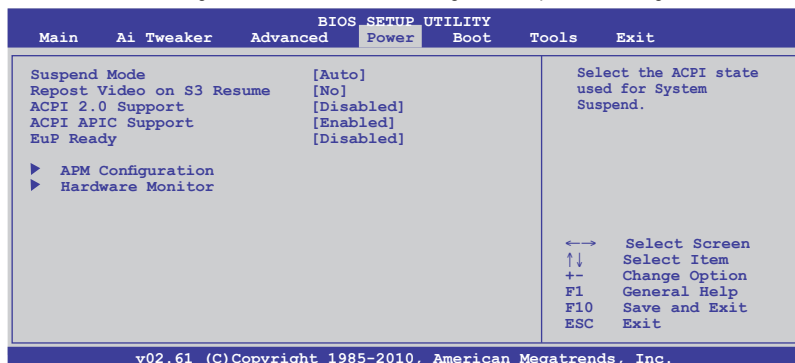 BIOS SETUP UTILITY
Main Ai Tweaker Advanced Power Boot Tools Exit
Suspend Mode [Auto]
Repost Video on S3 Resume [No]
ACPI 2.0 Support [Disabled]
ACPI APIC Support [Enabled]
EuP Ready [Disabled]
▶ APM Configuration
▶ Hardware Monitor
Select the ACPI state
used for System
Suspend.
←→ Select Screen
↑↓ Select Item
+- Change Option
F1 General Help
F10 Save and Exit
ESC Exit
v02.61 (C)Copyright 1985-2010, American Megatrends, Inc.